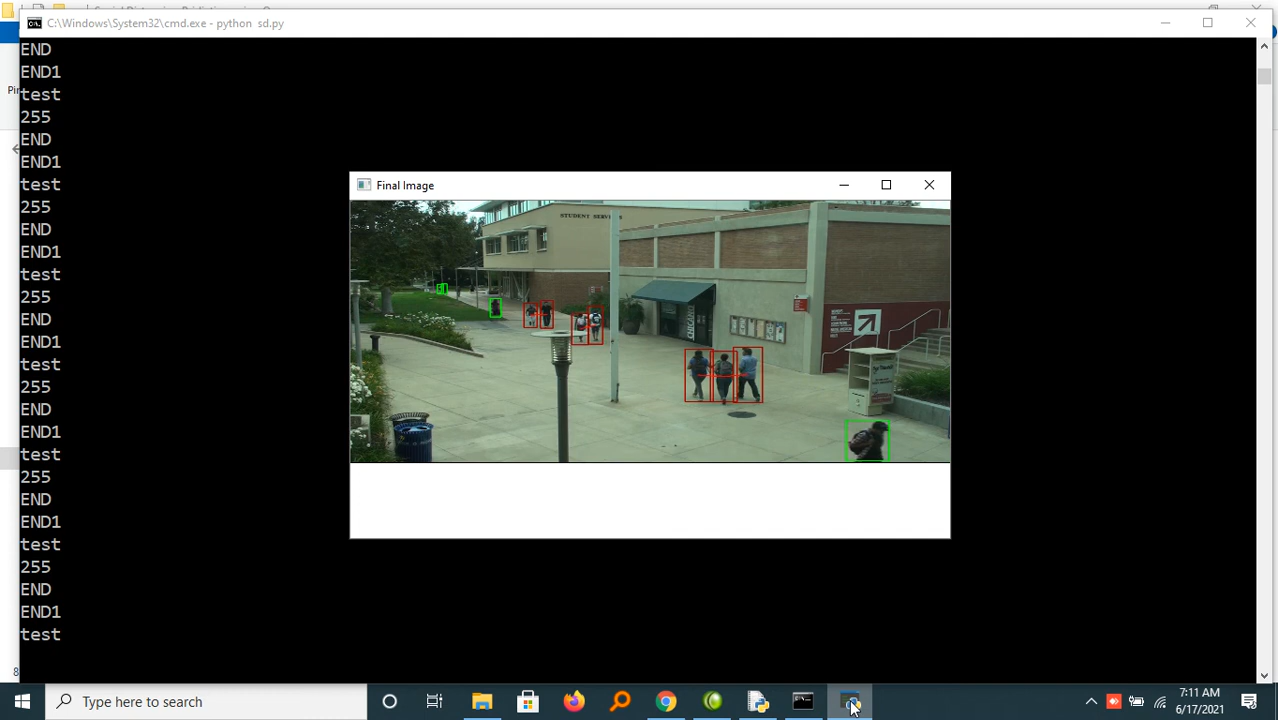 C:\Windows\System32\cmd.exe - python  sd.py
END
END1
test
255
END
END1
test
255
END
END1
test
255
END
END1
test
255
END
END1
test
255
END
END1
test
255
END
END1
test
Final Image
STUDENT
Type here to search
7:11 AM
6/17/2021